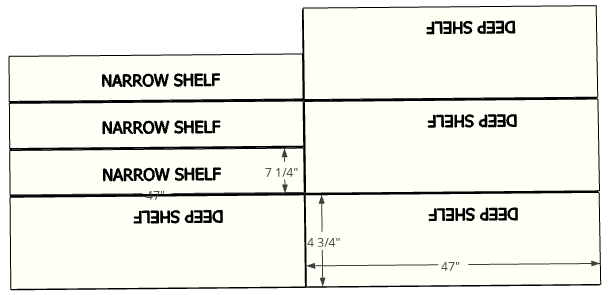 DEEP SHELF
NARROW SHELF
NARROW SHELF
DEEP SHELF
NARROW SHELF
7 1/4"
47"
DEEP SHELF
DEEP SHELF
4 3/4"
47"